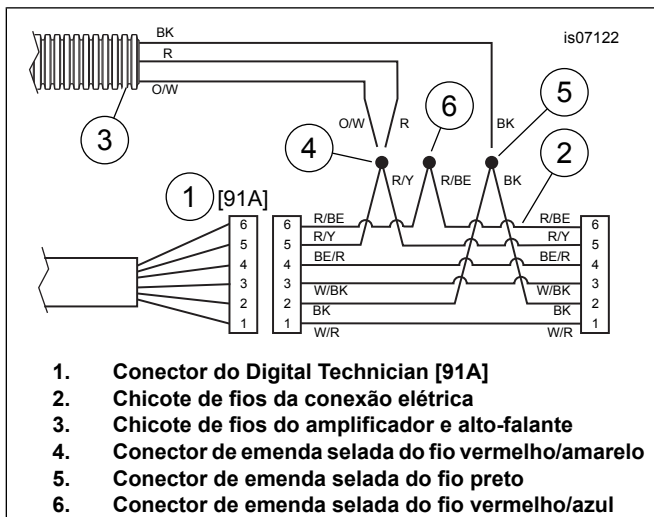 BK
is07122
R
O/W
O/W
R
6
5
BK
3
4
2
R/Y
R/BE
BK
1
[91A]
6
R/BE
R/BE
6
5
R/Y
R/Y
5
4
BE/R
BE/R
4
3
W/BK
W/BK
3
2
BK
BK
2
1
W/R
W/R
1
6
5
4
3
2
1
1. Conector do Digital Technician [91A]
2. Chicote de fios da conexão elétrica
3. Chicote de fios do amplificador e alto-falante
4. Conector de emenda selada do fio vermelho/amarelo
5. Conector de emenda selada do fio preto
6. Conector de emenda selada do fio vermelho/azul